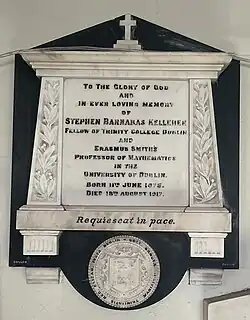 To The Glory of God
and
in ever loving memory
of
Stephen Barnabas Kelleher
Fellow of Trinity College Dublin
and
Erasmus Smith's
Professor of Mathematics
in the
University of Dublin.
Born 11th June 1875.
Died 18th August 1917.
Requiescat in pace.